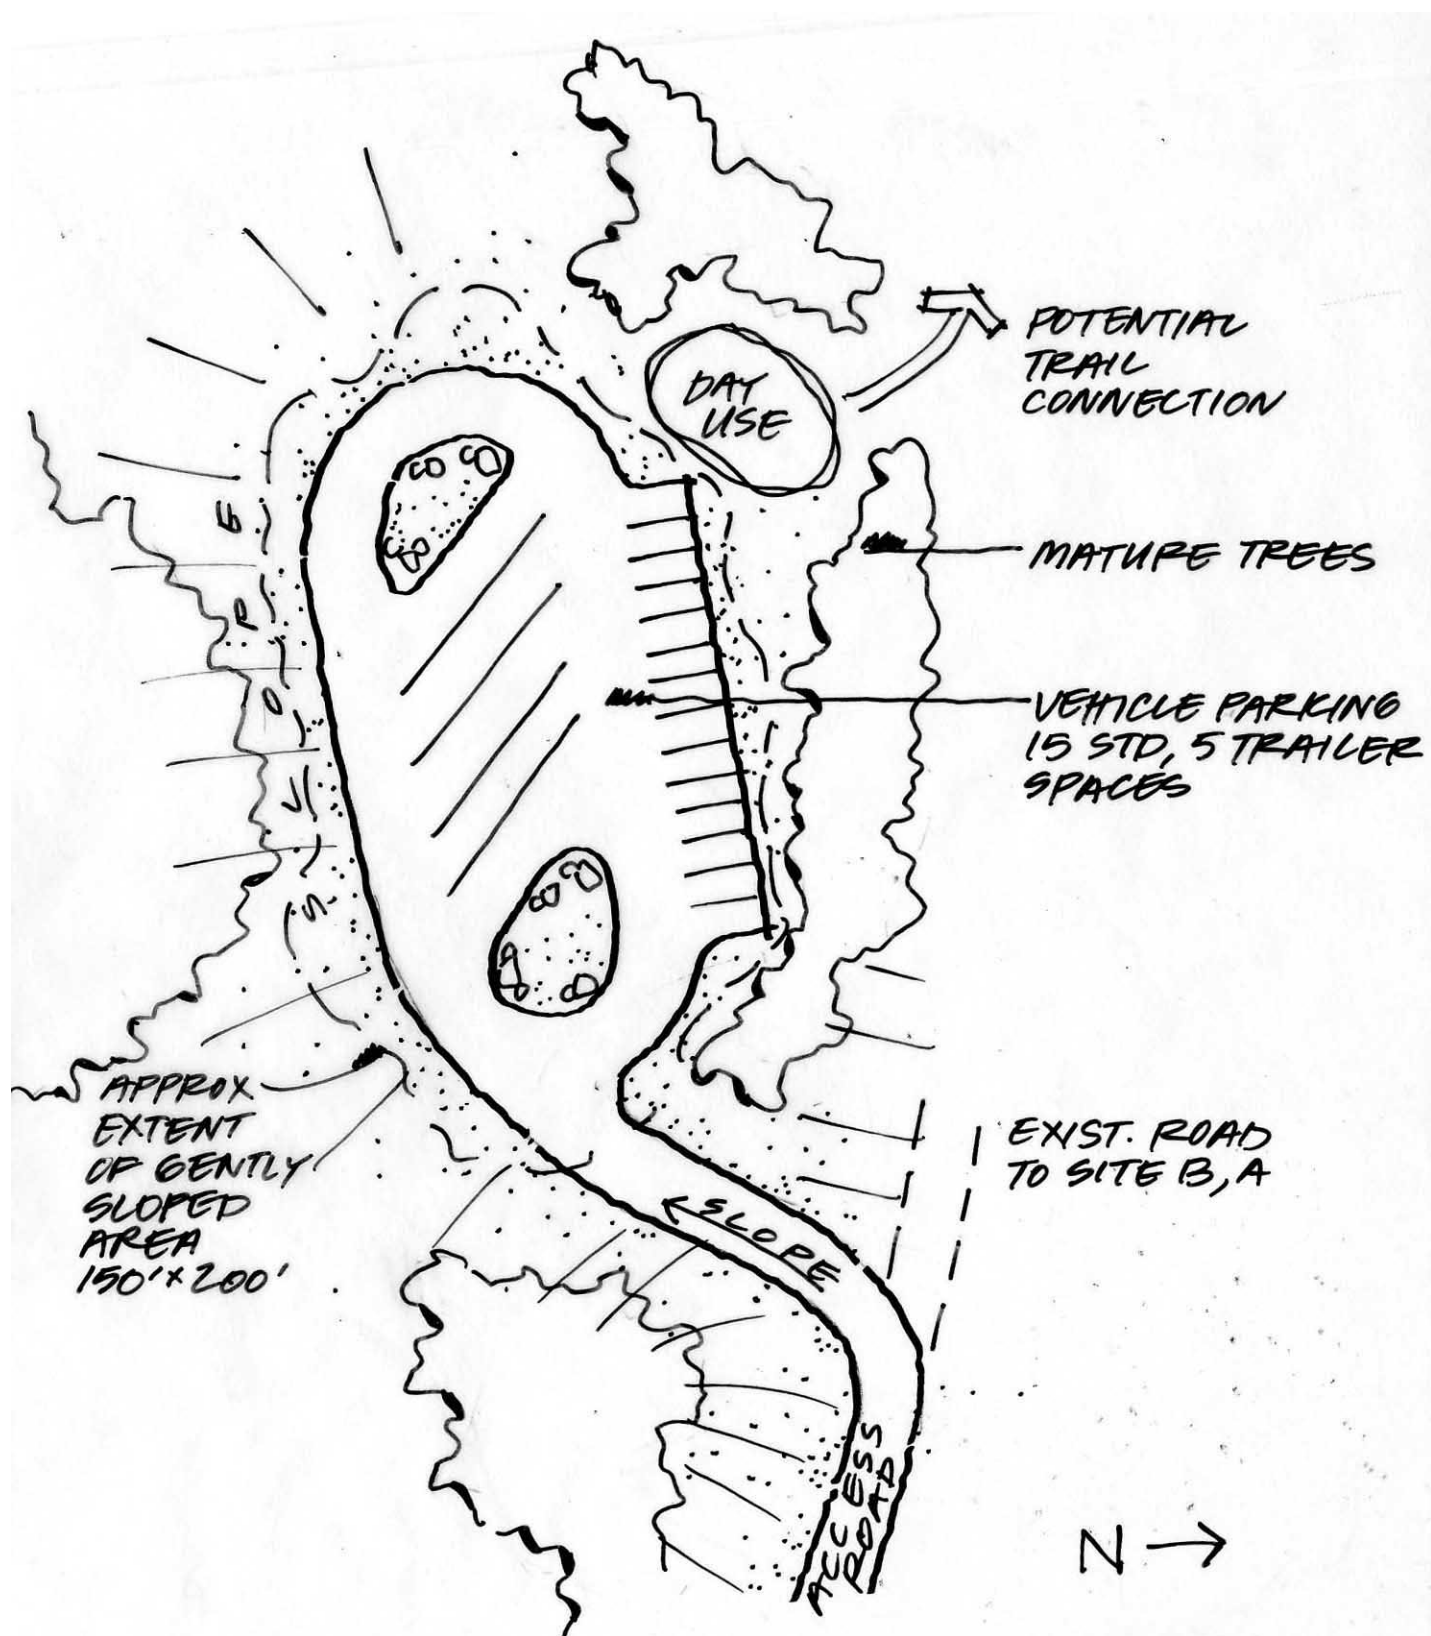 POTENTIAL
TRAIL
CONNECTION
DAY
USE
MATURE TREES
VEHICLE PARKING
15 STD, 5 TRAILER
SPACES
SLOPE
APPROX
EXTENT
OF GENTLY
SLOPED
AREA
150' x 200'
EXIST. ROAD
TO SITE B, A
SLOPE
ACCESS
ROAD
N